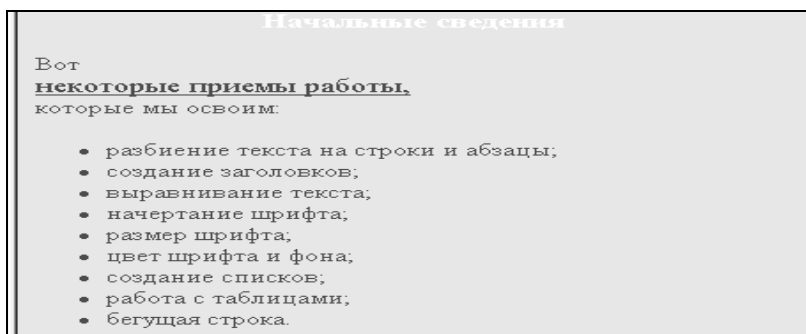 Начальные сведения
Вот
некоторые приемы работы,
которые мы освоим:
• разбиение текста на строки и абзацы;
• создание заголовков;
• выравнивание текста;
• начертание шрифта;
• размер шрифта;
• цвет шрифта и фона;
• создание списков;
• работа с таблицами;
• бегущая строка.